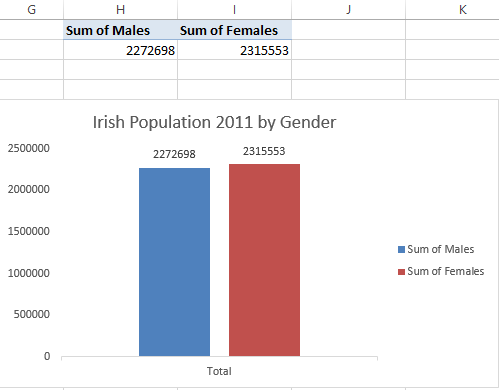 G H I J K
Sum of Males Sum of Females
2272698 2315553
Irish Population 2011 by Gender
2500000
2272698 2315553
2000000
1500000
1000000
500000
0
Total
Sum of Males
Sum of Females